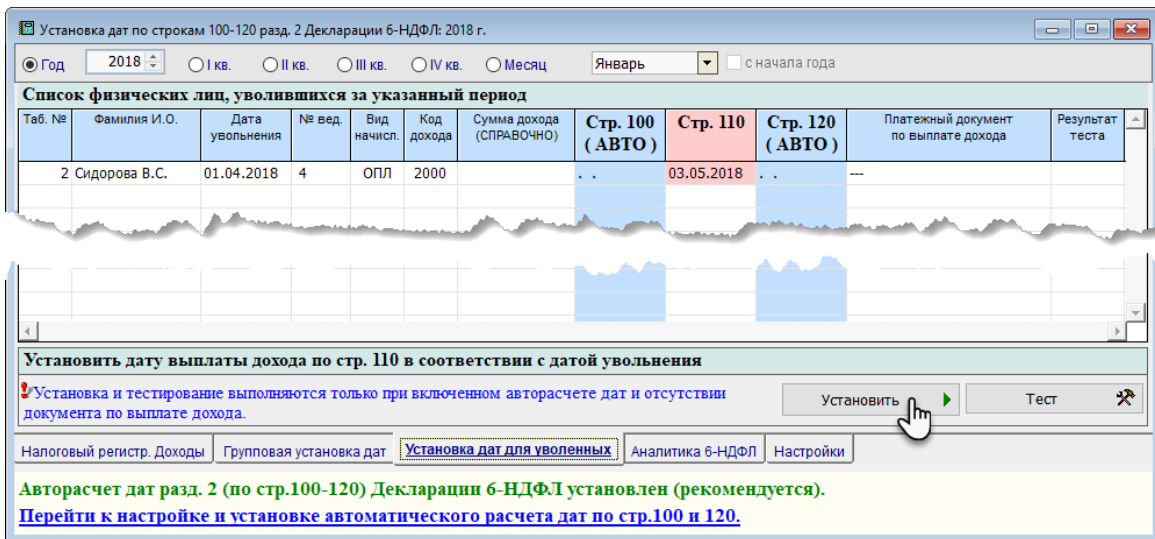 Установка дат по строкам 100-120 разд. 2 Декларации 6-НДФЛ: 2018 г.
Год 2018 I кв. II кв. III кв. IV кв. Месяц Январь с начала года
Список физических лиц, уволившихся за указанный период
Таб. № Фамилия И.О. Дата увольнения № вед. Вид начисл. Код дохода Сумма дохода (СПРАВОЧНО) Стр. 100 ( АВТО ) Стр. 110 Стр. 120 ( АВТО ) Платежный документ по выплате дохода Результат теста
2 Сидорова В.С. 01.04.2018 4 ОПЛ 2000 . . 03.05.2018 . . ---
Установить дату выплаты дохода по стр. 110 в соответствии с датой увольнения
Установка и тестирование выполняются только при включенном авторасчете дат и отсутствии
документа по выплате дохода.
Установить Тест
Налоговый регистр. Доходы Групповая установка дат Установка дат для уволенных Аналитика 6-НДФЛ Настройки
Авторасчет дат разд. 2 (по стр.100-120) Декларации 6-НДФЛ установлен (рекомендуется).
Перейти к настройке и установке автоматического расчета дат по стр.100 и 120.